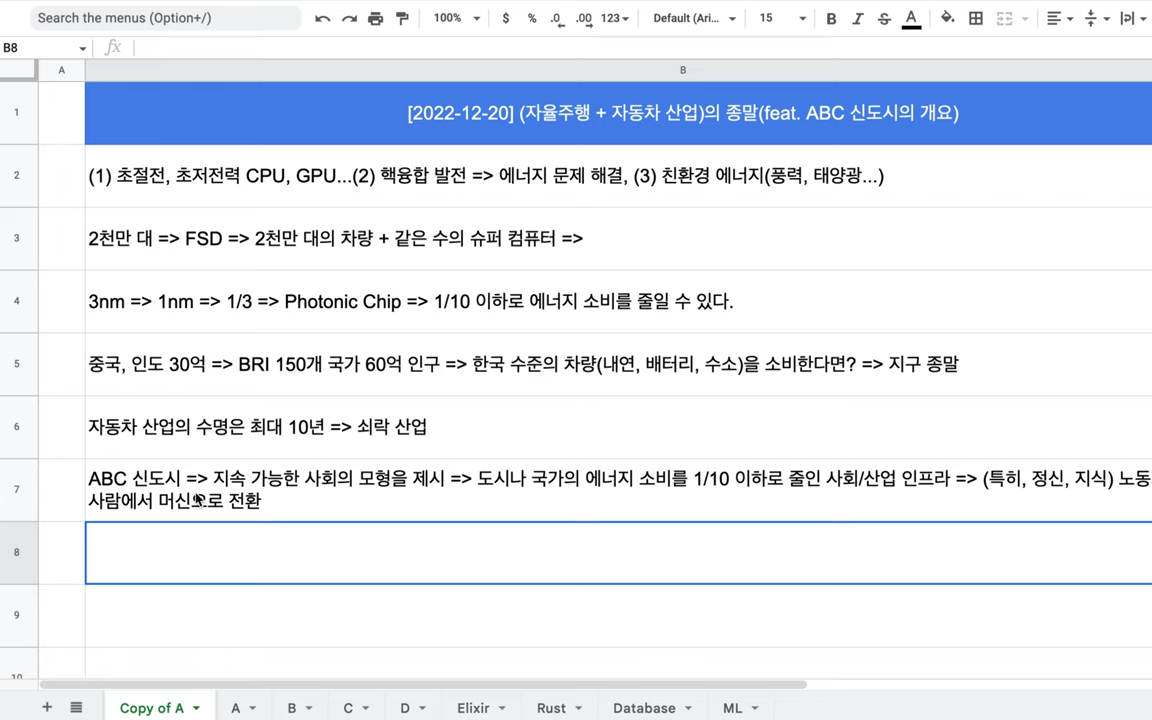 Search the menus (Option+/)
100%
$ % .0 .00 123
Default (Ari...
15
B I S A
B8
fx
A B
1 [2022-12-20] (자율주행 + 자동차 산업)의 종말(feat. ABC 신도시의 개요)
2 (1) 초절전, 초저전력 CPU, GPU...(2) 핵융합 발전 => 에너지 문제 해결, (3) 친환경 에너지(풍력, 태양광...)
3 2천만 대 => FSD => 2천만 대의 차량 + 같은 수의 슈퍼 컴퓨터 =>
4 3nm => 1nm => 1/3 => Photonic Chip => 1/10 이하로 에너지 소비를 줄일 수 있다.
5 중국, 인도 30억 => BRI 150개 국가 60억 인구 => 한국 수준의 차량(내연, 배터리, 수소)을 소비한다면? => 지구 종말
6 자동차 산업의 수명은 최대 10년 => 쇠락 산업
7 ABC 신도시 => 지속 가능한 사회의 모형을 제시 => 도시나 국가의 에너지 소비를 1/10 이하로 줄인 사회/산업 인프라 => (특히, 정신, 지식) 노동
사람에서 머신으로 전환
8
9
10
+ Copy of A A B C D Elixir Rust Database ML